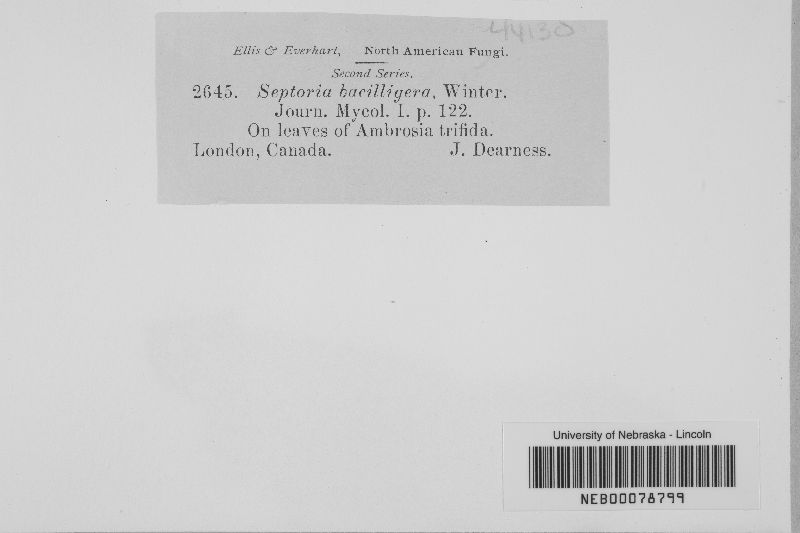 44130
Ellis & Everhart, North American Fungi.
Second Series.
2645. Septoria bacilligera, Winter.
Journ. Mycol. I. p. 122.
On leaves of Ambrosia trifida.
London, Canada. J. Dearness.
University of Nebraska - Lincoln
NEB00078799